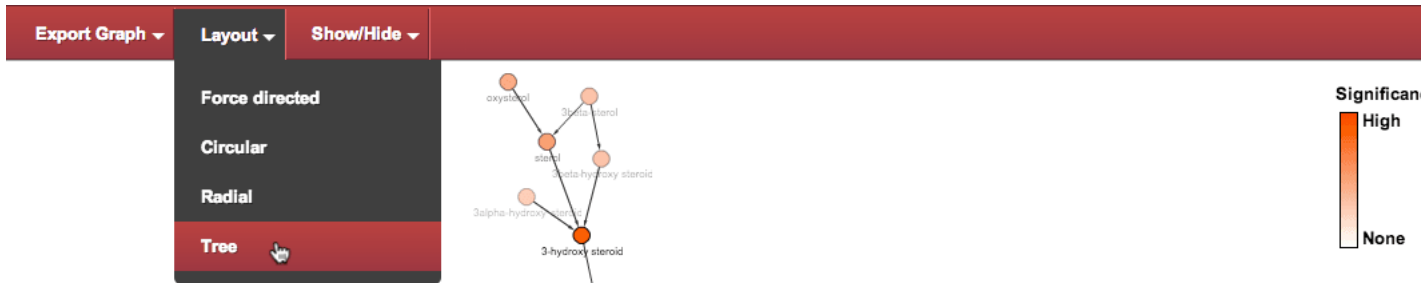 Export Graph
Layout
Show/Hide
Force directed
Circular
Radial
Tree
oxysterol
3beta-sterol
sterol
3beta-hydroxy steroid
3alpha-hydroxy steroid
3-hydroxy steroid
Significan
High
None